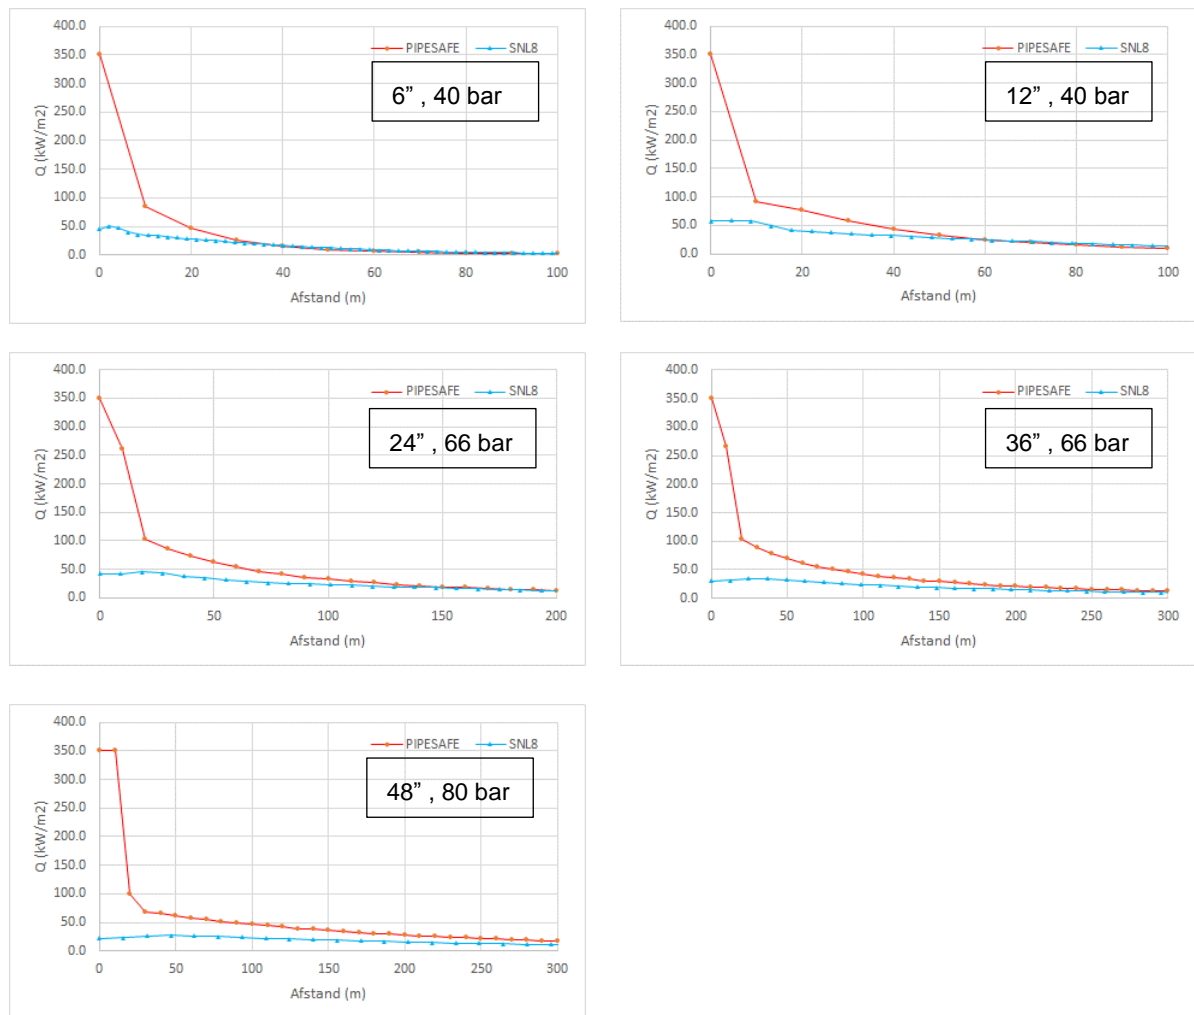 400.0
350.0
300.0
250.0
200.0
150.0
100.0
50.0
0.0
Q (kW/m2)
PIPESAFE SNL8
6” , 40 bar
0 20 40 60 80 100
Afstand (m)
400.0
350.0
300.0
250.0
200.0
150.0
100.0
50.0
0.0
Q (kW/m2)
PIPESAFE SNL8
12” , 40 bar
0 20 40 60 80 100
Afstand (m)
400.0
350.0
300.0
250.0
200.0
150.0
100.0
50.0
0.0
Q (kW/m2)
PIPESAFE SNL8
24” , 66 bar
0 50 100 150 200
Afstand (m)
400.0
350.0
300.0
250.0
200.0
150.0
100.0
50.0
0.0
Q (kW/m2)
PIPESAFE SNL8
36” , 66 bar
0 50 100 150 200 250 300
Afstand (m)
400.0
350.0
300.0
250.0
200.0
150.0
100.0
50.0
0.0
Q (kW/m2)
PIPESAFE SNL8
48” , 80 bar
0 50 100 150 200 250 300
Afstand (m)